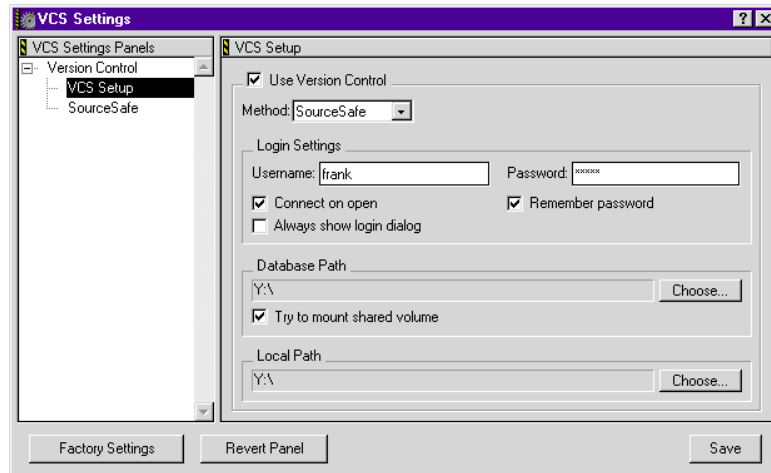 VCS Settings
VCS Settings Panels
Version Control
VCS Setup
SourceSafe
VCS Setup
Use Version Control
Method: SourceSafe
Login Settings
Username: frank Password: xxxxx
Connect on open Remember password
Always show login dialog
Database Path
Y:\ Choose...
Try to mount shared volume
Local Path
Y:\ Choose...
Factory Settings Revert Panel Save